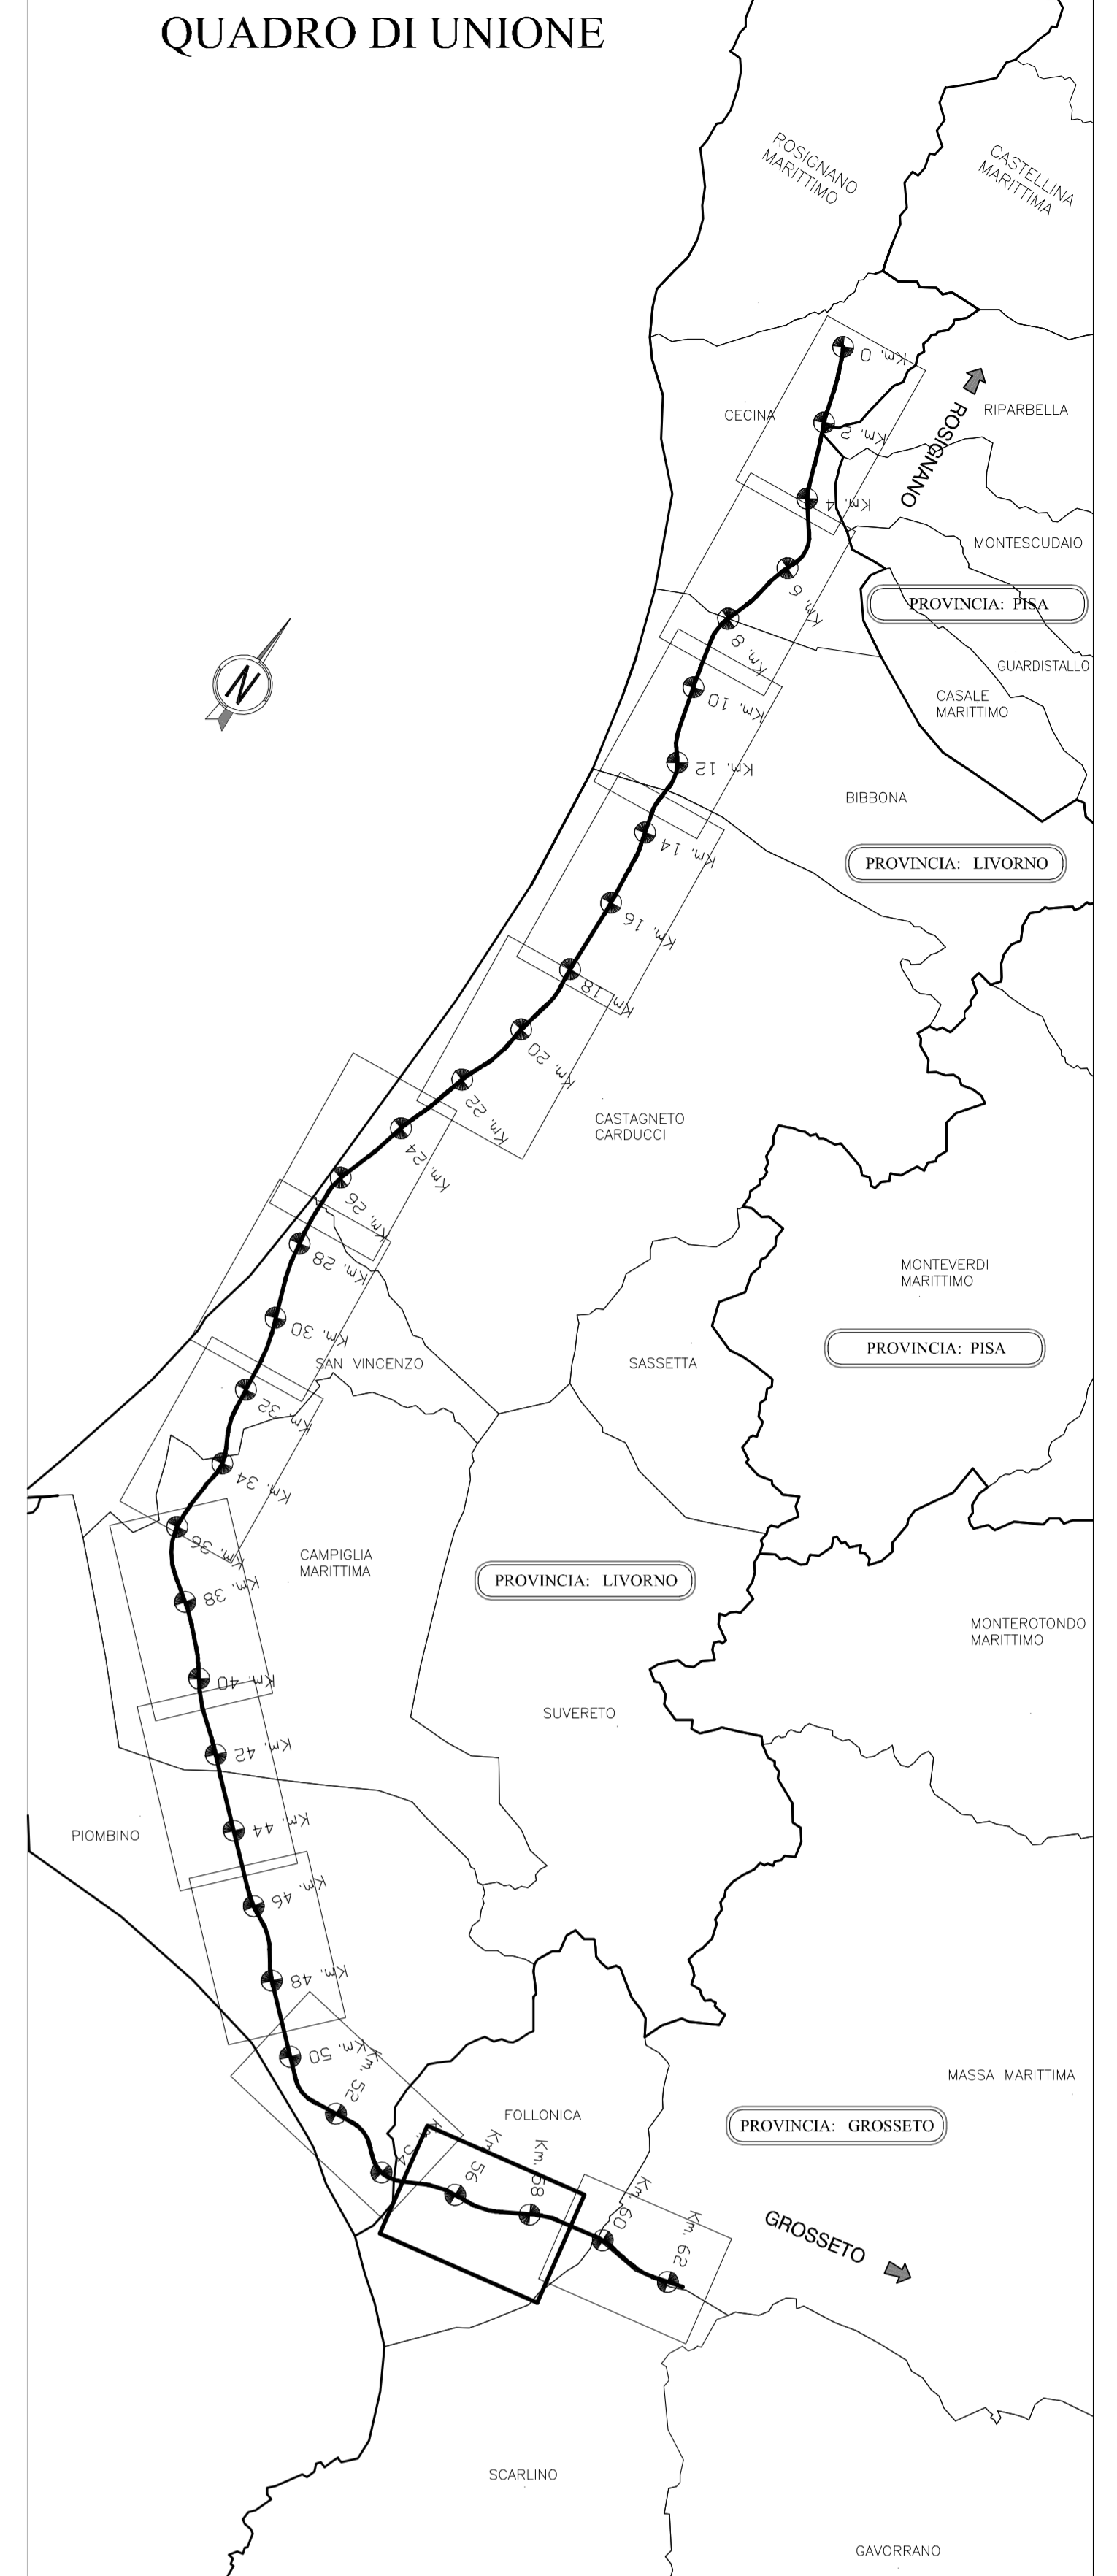 QUADRO DI UNIONE
ROSIGNANO
MARITTIMO
CASTELLINA
MARITTIMA
Km. 0
CECINA
RIPARBELLA
Km. 2
ROSIGNANO
Km. 4
MONTESCUDAIO
Km. 6
PROVINCIA: PISA
Km. 8
GUARDISTALLO
N
Km. 10
CASALE
MARITTIMO
Km. 12
BIBBONA
Km. 14
PROVINCIA: LIVORNO
Km. 16
Km. 18
Km. 20
Km. 22
CASTAGNETO
CARDUCCI
Km. 24
Km. 26
Km. 28
MONTEVERDI
MARITTIMO
Km. 30
PROVINCIA: PISA
SAN VINCENZO
SASSETTA
Km. 32
Km. 34
Km. 36
CAMPIGLIA
MARITTIMA
PROVINCIA: LIVORNO
Km. 38
MONTEROTONDO
MARITTIMO
Km. 40
SUVERETO
Km. 42
Km. 44
PIOMBINO
Km. 46
Km. 48
Km. 50
Km. 52
MASSA MARITTIMA
FOLLONICA
PROVINCIA: GROSSETO
Km. 54
Km. 56
Km. 58
Km. 60
Km. 62
GROSSETO
SCARLINO
GAVORRANO